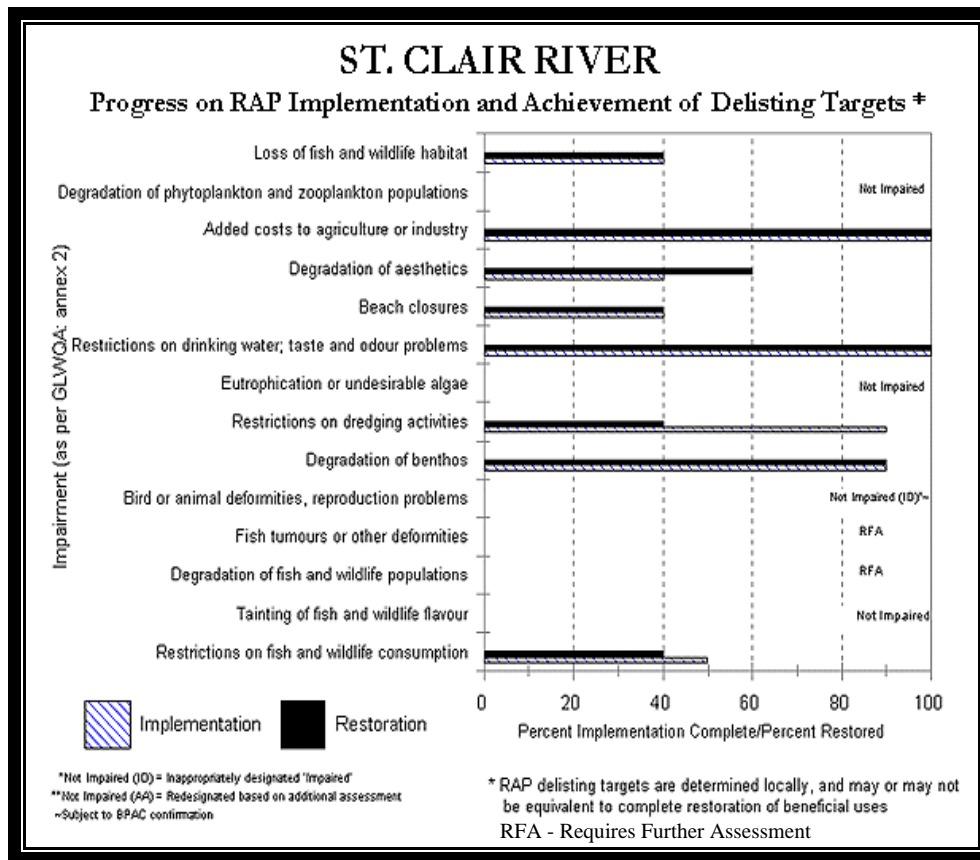 ST. CLAIR RIVER
Progress on RAP Implementation and Achievement of Delisting Targets *
Impairment (as per GLWQA: annex 2)
Loss of fish and wildlife habitat
Degradation of phytoplankton and zooplankton populations
Not Impaired
Added costs to agriculture or industry
Degradation of aesthetics
Beach closures
Restrictions on drinking water; taste and odour problems
Eutrophication or undesirable algae
Not Impaired
Restrictions on dredging activities
Degradation of benthos
Bird or animal deformities, reproduction problems
Not Impaired (ID)*~
Fish tumours or other deformities
RFA
Degradation of fish and wildlife populations
RFA
Tainting of fish and wildlife flavour
Not Impaired
Restrictions on fish and wildlife consumption
0 20 40 60 80 100
Percent Implementation Complete/Percent Restored
Implementation Restoration
*Not Impaired (ID) = Inappropriately designated 'Impaired'
**Not Impaired (AA) = Redesignated based on additional assessment
~Subject to BPAC confirmation
* RAP delisting targets are determined locally, and may or may not
be equivalent to complete restoration of beneficial uses
RFA - Requires Further Assessment